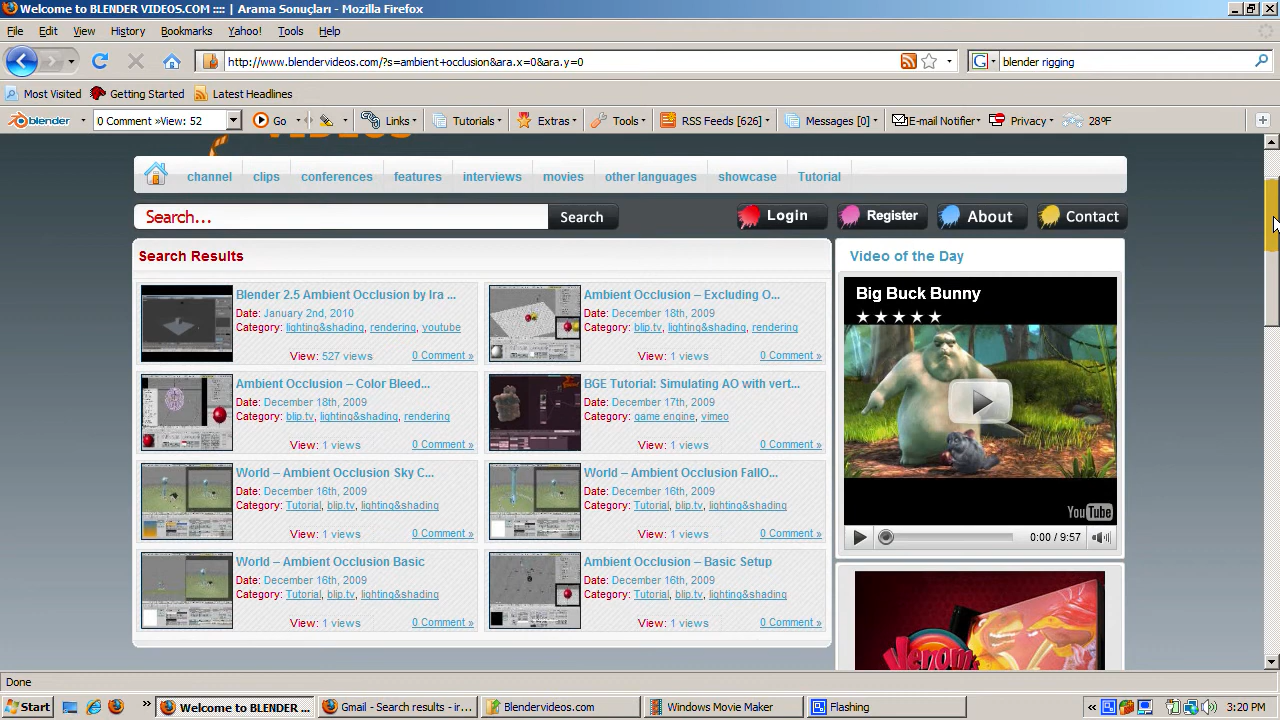 Welcome to BLENDER VIDEOS.COM :::: | Arama Sonuçları - Mozilla Firefox
File Edit View History Bookmarks Yahoo! Tools Help
http://www.blendervideos.com/?s=ambient+occlusion&ara.x=0&ara.y=0
blender rigging
Most Visited Getting Started Latest Headlines
blender 0 Comment »View: 52 Go Links Tutorials Extras Tools RSS Feeds [626] Messages [0] E-mail Notifier Privacy 28°F
channel clips conferences features interviews movies other languages showcase Tutorial
Search... Search Login Register About Contact
Search Results
Blender 2.5 Ambient Occlusion by Ira ...
Date: January 2nd, 2010
Category: lighting&shading, rendering, youtube
View: 527 views 0 Comment »
Ambient Occlusion – Excluding O...
Date: December 18th, 2009
Category: blip.tv, lighting&shading, rendering
View: 1 views 0 Comment »
Ambient Occlusion – Color Bleed...
Date: December 18th, 2009
Category: blip.tv, lighting&shading, rendering
View: 1 views 0 Comment »
BGE Tutorial: Simulating AO with vert...
Date: December 17th, 2009
Category: game engine, vimeo
View: 1 views 0 Comment »
World – Ambient Occlusion Sky C...
Date: December 16th, 2009
Category: Tutorial, blip.tv, lighting&shading
View: 1 views 0 Comment »
World – Ambient Occlusion FallO...
Date: December 16th, 2009
Category: Tutorial, blip.tv, lighting&shading
View: 1 views 0 Comment »
World – Ambient Occlusion Basic
Date: December 16th, 2009
Category: Tutorial, blip.tv, lighting&shading
View: 1 views 0 Comment »
Ambient Occlusion – Basic Setup
Date: December 16th, 2009
Category: Tutorial, blip.tv, lighting&shading
View: 1 views 0 Comment »
Video of the Day
Big Buck Bunny
YouTube
0:00 / 9:57
Venom
Done
Start Welcome to BLENDER ... Gmail - Search results - ir... Blendervideos.com Windows Movie Maker Flashing 3:20 PM